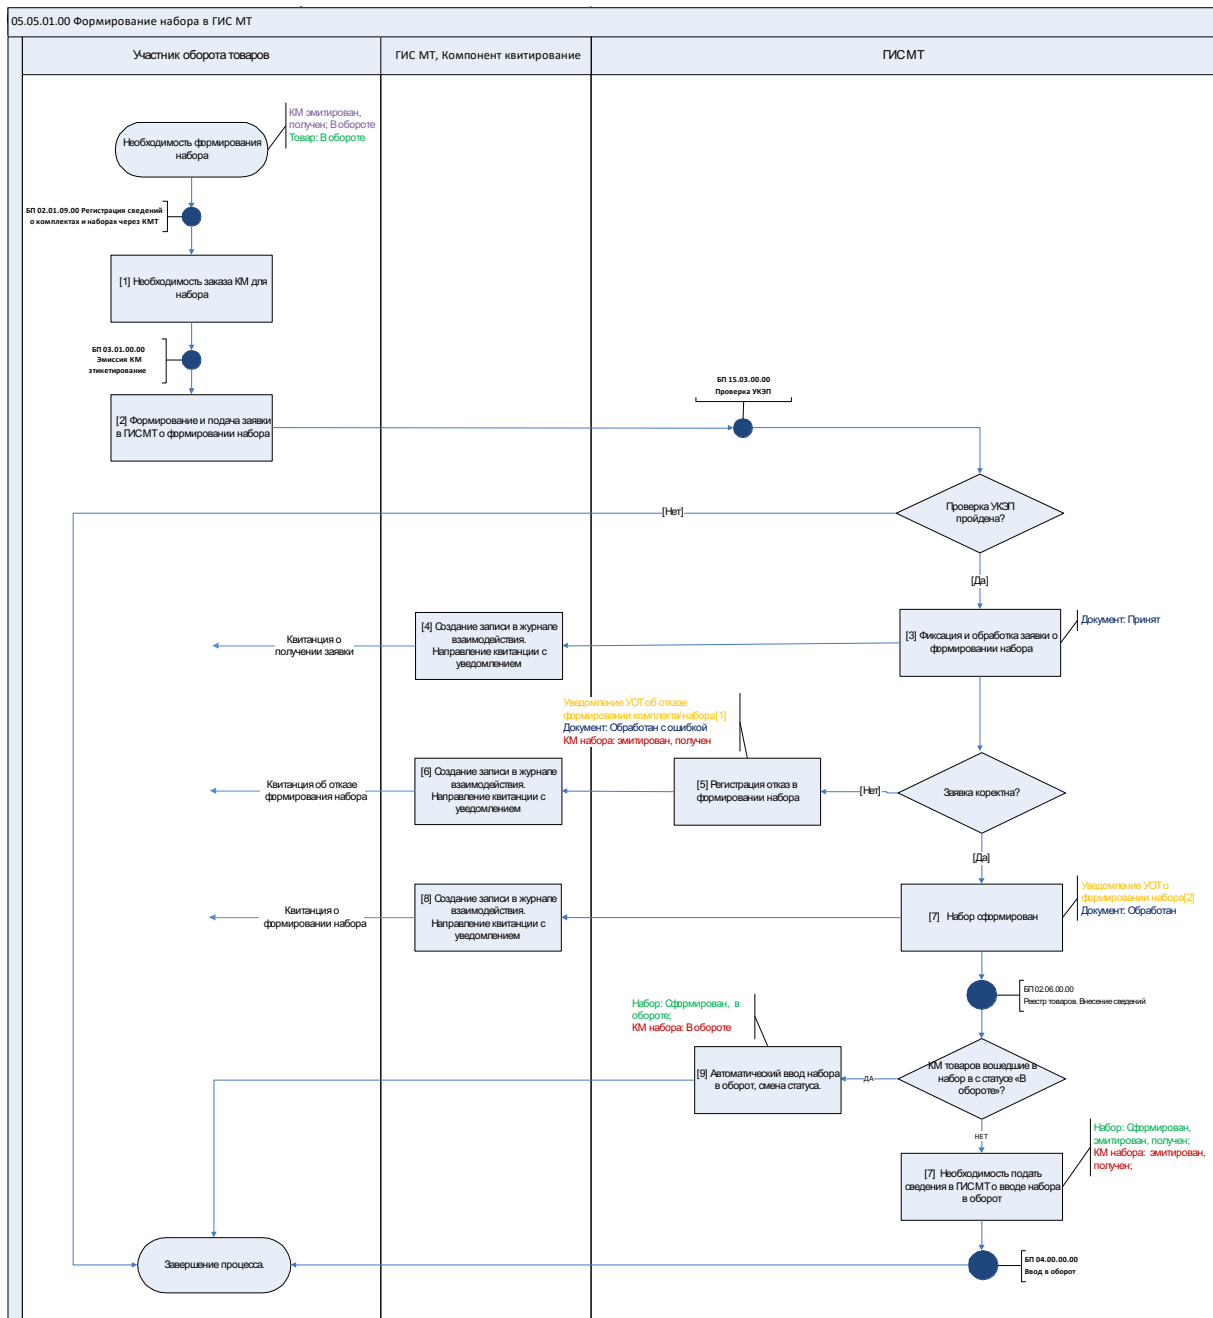 05.05.01.00 Формирование набора в ГИС МТ
Участник оборота товаров
ГИС МТ, Компонент квитирование
ГИС МТ
КМ эмитирован,
получен; В обороте
Товар: В обороте
Необходимость формирования
набора
БП 02.01.09.00 Регистрация сведений
о комплектах и наборах через КМТ
[1] Необходимость заказа КМ для
набора
БП 03.01.00.00
Эмиссия КМ
этикетирование
[2] Формирование и подача заявки
в ГИС МТ о формировании набора
БП 15.03.00.00
Проверка УКЭП
Проверка УКЭП
пройдена?
[Нет]
[Да]
[3] Фиксация и обработка заявки о
формировании набора
Документ: Принят
[4] Создание записи в журнале
взаимодействия.
Направление квитанции с
уведомлением
Квитанция о
получении заявки
Уведомление УОТ об отказе
формировании комплекта/набора[1]
Документ: Обработан с ошибкой
КМ набора: эмитирован, получен
Заявка коректна?
[Нет]
[5] Регистрация отказ в
формировании набора
[6] Создание записи в журнале
взаимодействия.
Направление квитанции с
уведомлением
Квитанция об отказе
формирования набора
[Да]
[7] Набор сформирован
Уведомление УОТ о
формировании набора[2]
Документ: Обработан
[8] Создание записи в журнале
взаимодействия.
Направление квитанции с
уведомлением
Квитанция о
формировании набора
БП 02.06.00.00
Реестр товаров. Внесение сведений
Набор: Сформирован, в
обороте;
КМ набора: В обороте
КМ товаров вошедшие в
набор в с статусе «В
обороте»?
ДА
[9] Автоматический ввод набора
в оборот, смена статуса.
НЕТ
[7] Необходимость подать
сведения в ГИС МТ о вводе набора
в оборот
Набор: Сформирован,
эмитирован, получен;
КМ набора: эмитирован,
получен;
БП 04.00.00.00
Ввод в оборот
Завершение процесса.